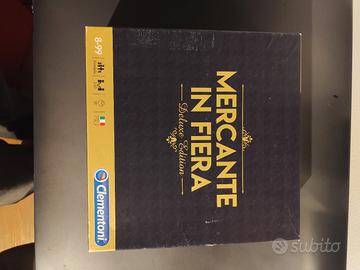 MERCANTE
IN FIERA
Deluxe Edition
8-99
Clementoni
subito